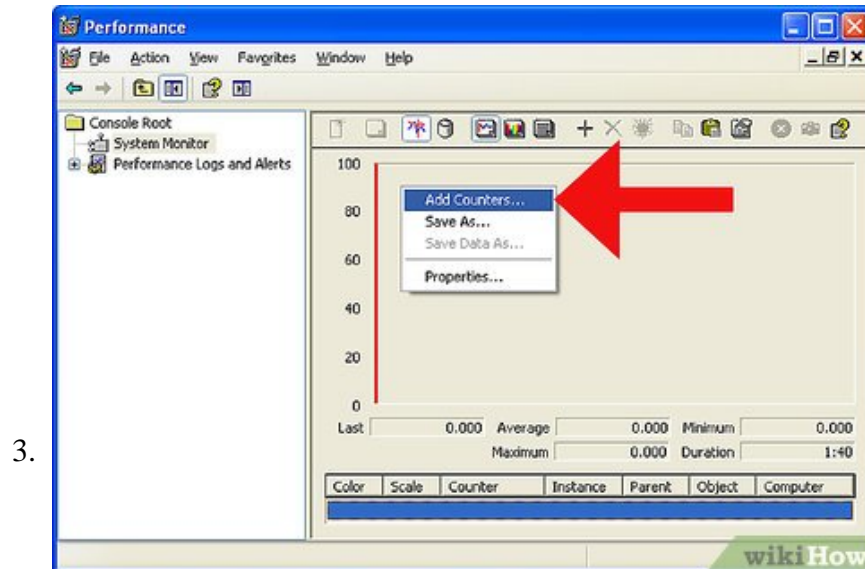 Performance
File Action View Favorites Window Help
Console Root
System Monitor
Performance Logs and Alerts
100
80
60
40
20
0
Add Counters...
Save As...
Save Data As...
Properties...
Last 0.000 Average 0.000 Minimum 0.000
Maximum 0.000 Duration 1:40
Color Scale Counter Instance Parent Object Computer
3.
wikiHow